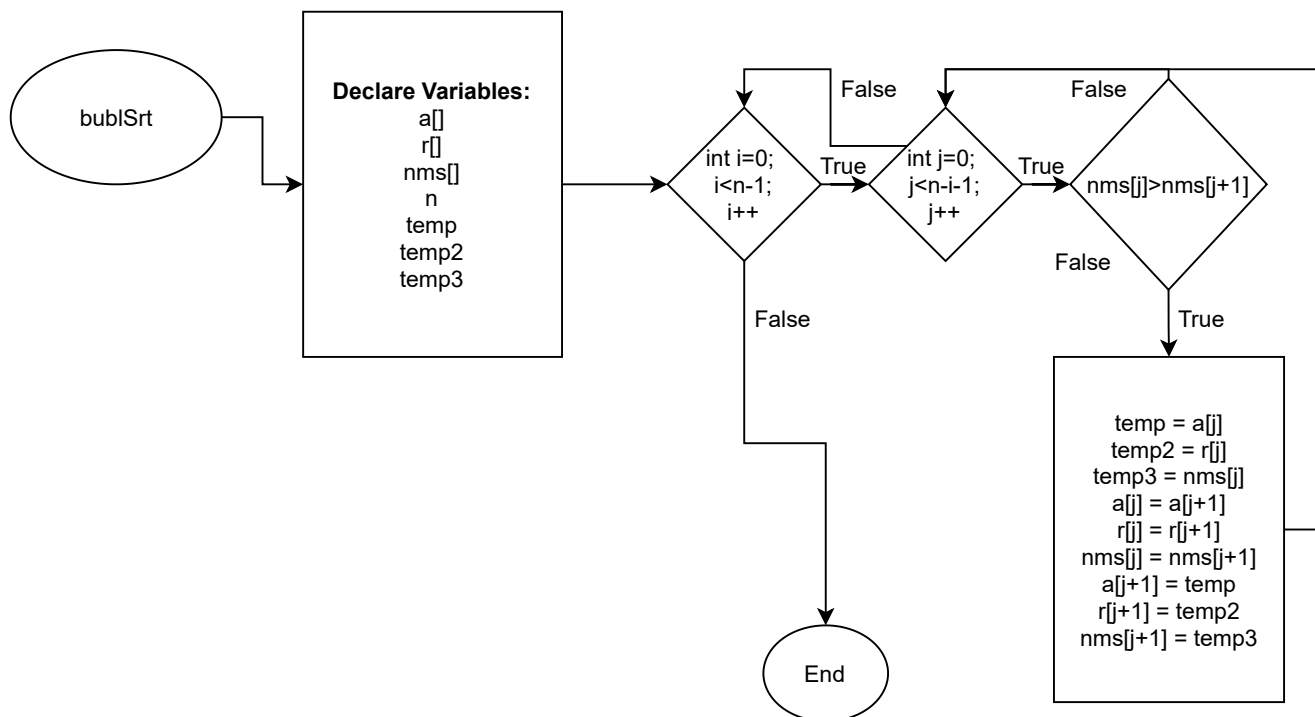 bublSrt
Declare Variables:
a[]
r[]
nms[]
n
temp
temp2
temp3
int i=0;
i<n-1;
i++
False
True
int j=0;
j<n-i-1;
j++
False
True
nms[j]>nms[j+1]
False
False
True
temp = a[j]
temp2 = r[j]
temp3 = nms[j]
a[j] = a[j+1]
r[j] = r[j+1]
nms[j] = nms[j+1]
a[j+1] = temp
r[j+1] = temp2
nms[j+1] = temp3
False
End